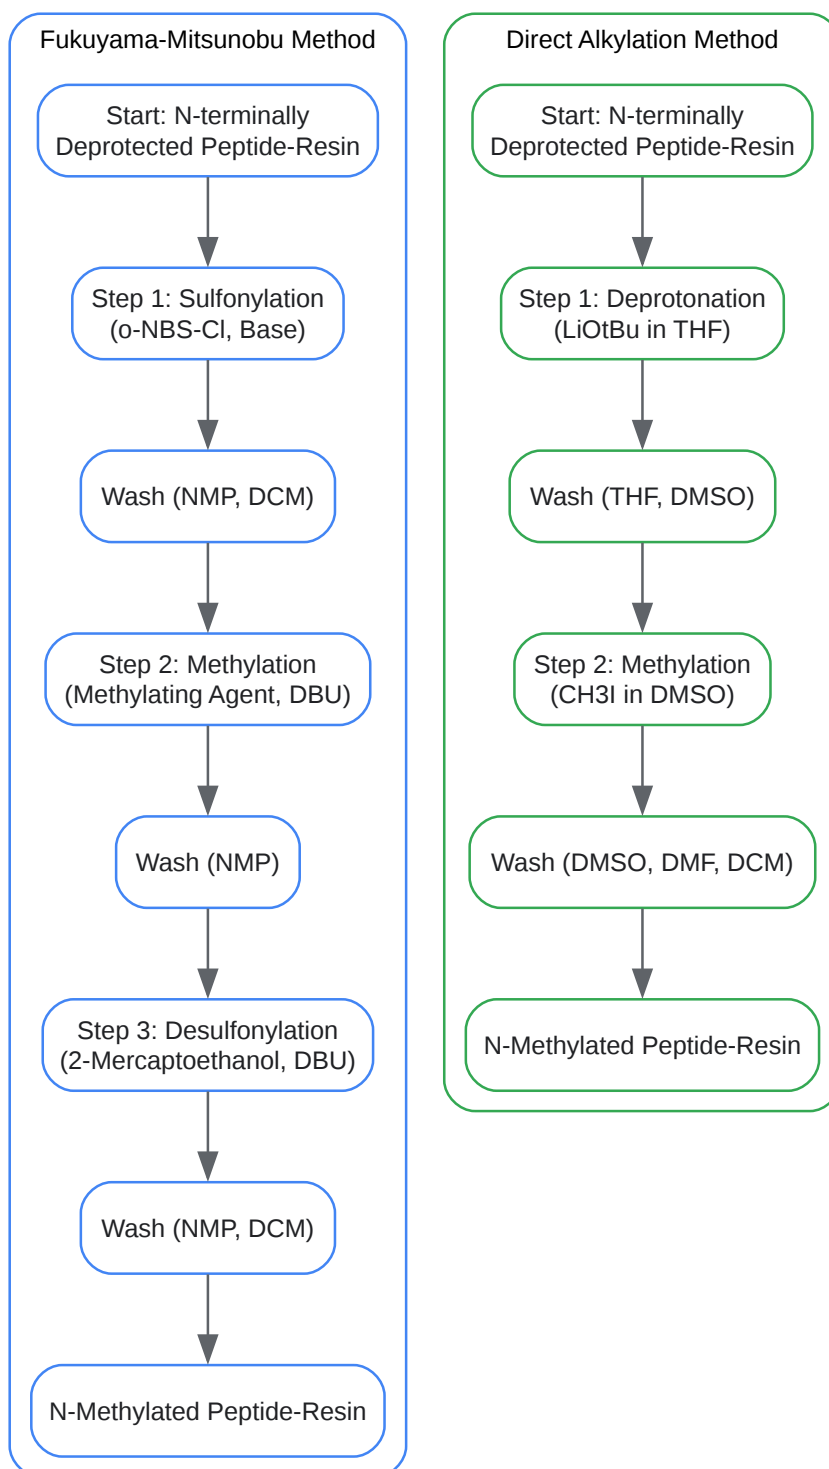 Fukuyama-Mitsunobu Method
Start: N-terminally
Deprotected Peptide-Resin
Step 1: Sulfonylation
(o-NBS-Cl, Base)
Wash (NMP, DCM)
Step 2: Methylation
(Methylating Agent, DBU)
Wash (NMP)
Step 3: Desulfonylation
(2-Mercaptoethanol, DBU)
Wash (NMP, DCM)
N-Methylated Peptide-Resin
Direct Alkylation Method
Start: N-terminally
Deprotected Peptide-Resin
Step 1: Deprotonation
(LiOtBu in THF)
Wash (THF, DMSO)
Step 2: Methylation
(CH3I in DMSO)
Wash (DMSO, DMF, DCM)
N-Methylated Peptide-Resin